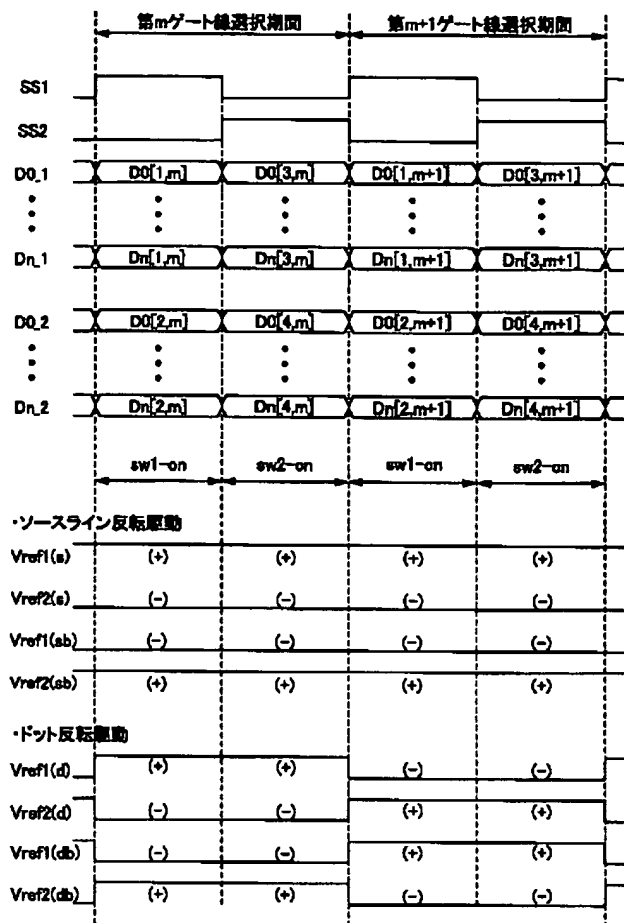 第mゲート線選択期間 第m+1ゲート線選択期間
SS1
SS2
D0_1 D0[1,m] D0[3,m] D0[1,m+1] D0[3,m+1]
Dn_1 Dn[1,m] Dn[3,m] Dn[1,m+1] Dn[3,m+1]
D0_2 D0[2,m] D0[4,m] D0[2,m+1] D0[4,m+1]
Dn_2 Dn[2,m] Dn[4,m] Dn[2,m+1] Dn[4,m+1]
sw1-on sw2-on sw1-on sw2-on
・ソースライン反転駆動
Vref1(s) (+) (+) (+) (+)
Vref2(s) (-) (-) (-) (-)
Vref1(sb) (-) (-) (-) (-)
Vref2(sb) (+) (+) (+) (+)
・ドット反転駆動
Vref1(d) (+) (+) (-) (-)
Vref2(d) (-) (-) (+) (+)
Vref1(db) (-) (-) (+) (+)
Vref2(db) (+) (+) (-) (-)